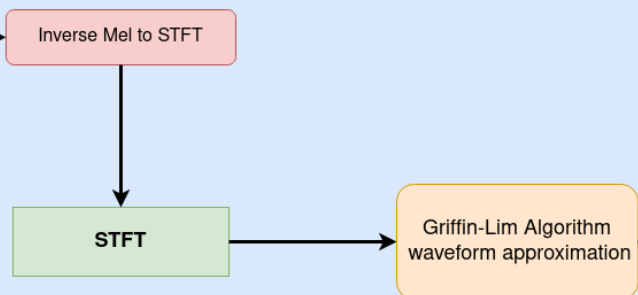 Inverse Mel to STFT
STFT
Griffin-Lim Algorithm
waveform approximation